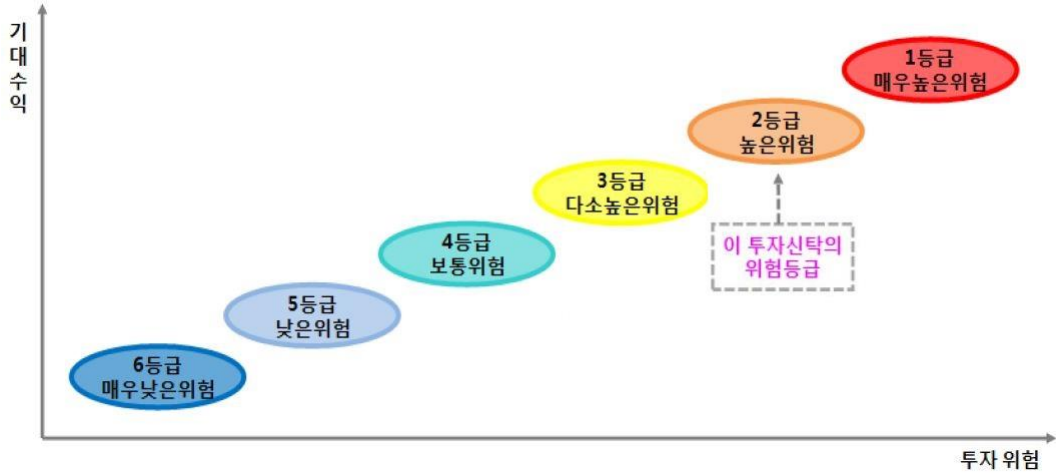 기대수익
1등급
매우높은위험
2등급
높은위험
3등급
다소높은위험
이 투자신탁의
위험등급
4등급
보통위험
5등급
낮은위험
6등급
매우낮은위험
투자 위험